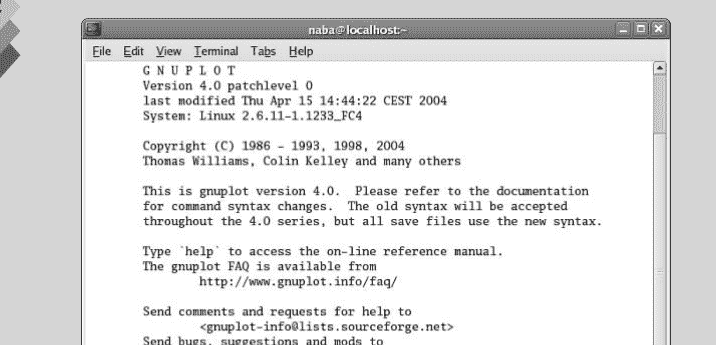 naba@localhost:~
File Edit View Terminal Tabs Help
G N U P L O T
Version 4.0 patchlevel 0
last modified Thu Apr 15 14:44:22 CEST 2004
System: Linux 2.6.11-1.1233_FC4
Copyright (C) 1986 - 1993, 1998, 2004
Thomas Williams, Colin Kelley and many others
This is gnuplot version 4.0.  Please refer to the documentation
for command syntax changes.  The old syntax will be accepted
throughout the 4.0 series, but all save files use the new syntax.
Type `help` to access the on-line reference manual.
The gnuplot FAQ is available from
http://www.gnuplot.info/faq/
Send comments and requests for help to
<gnuplot-info@lists.sourceforge.net>
Send bugs, suggestions and mods to